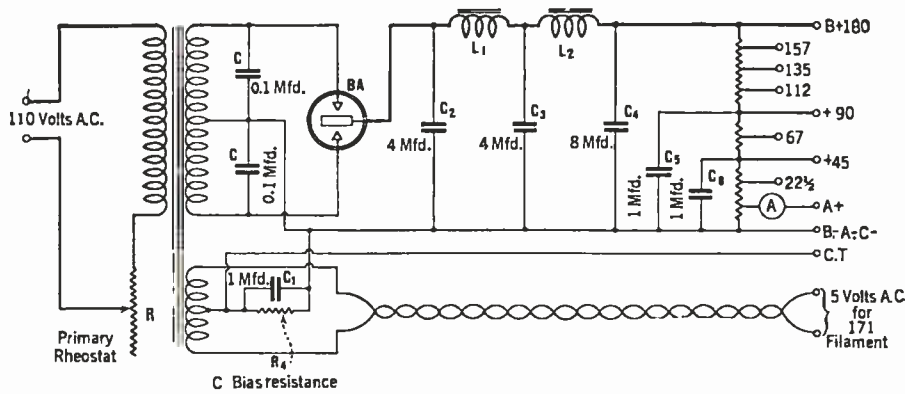 110 Volts A.C.
Primary
Rheostat
R
C
0.1 Mfd.
C
0.1 Mfd.
BA
C2
4 Mfd.
L1
C3
4 Mfd.
L2
C4
8 Mfd.
C5
1 Mfd.
C6
1 Mfd.
B+180
157
135
112
+ 90
67
+45
22½
A
A+
B-A-C-
C.T
1 Mfd.
C1
R4
C Bias resistance
5 Volts A.C.
for
171
Filament